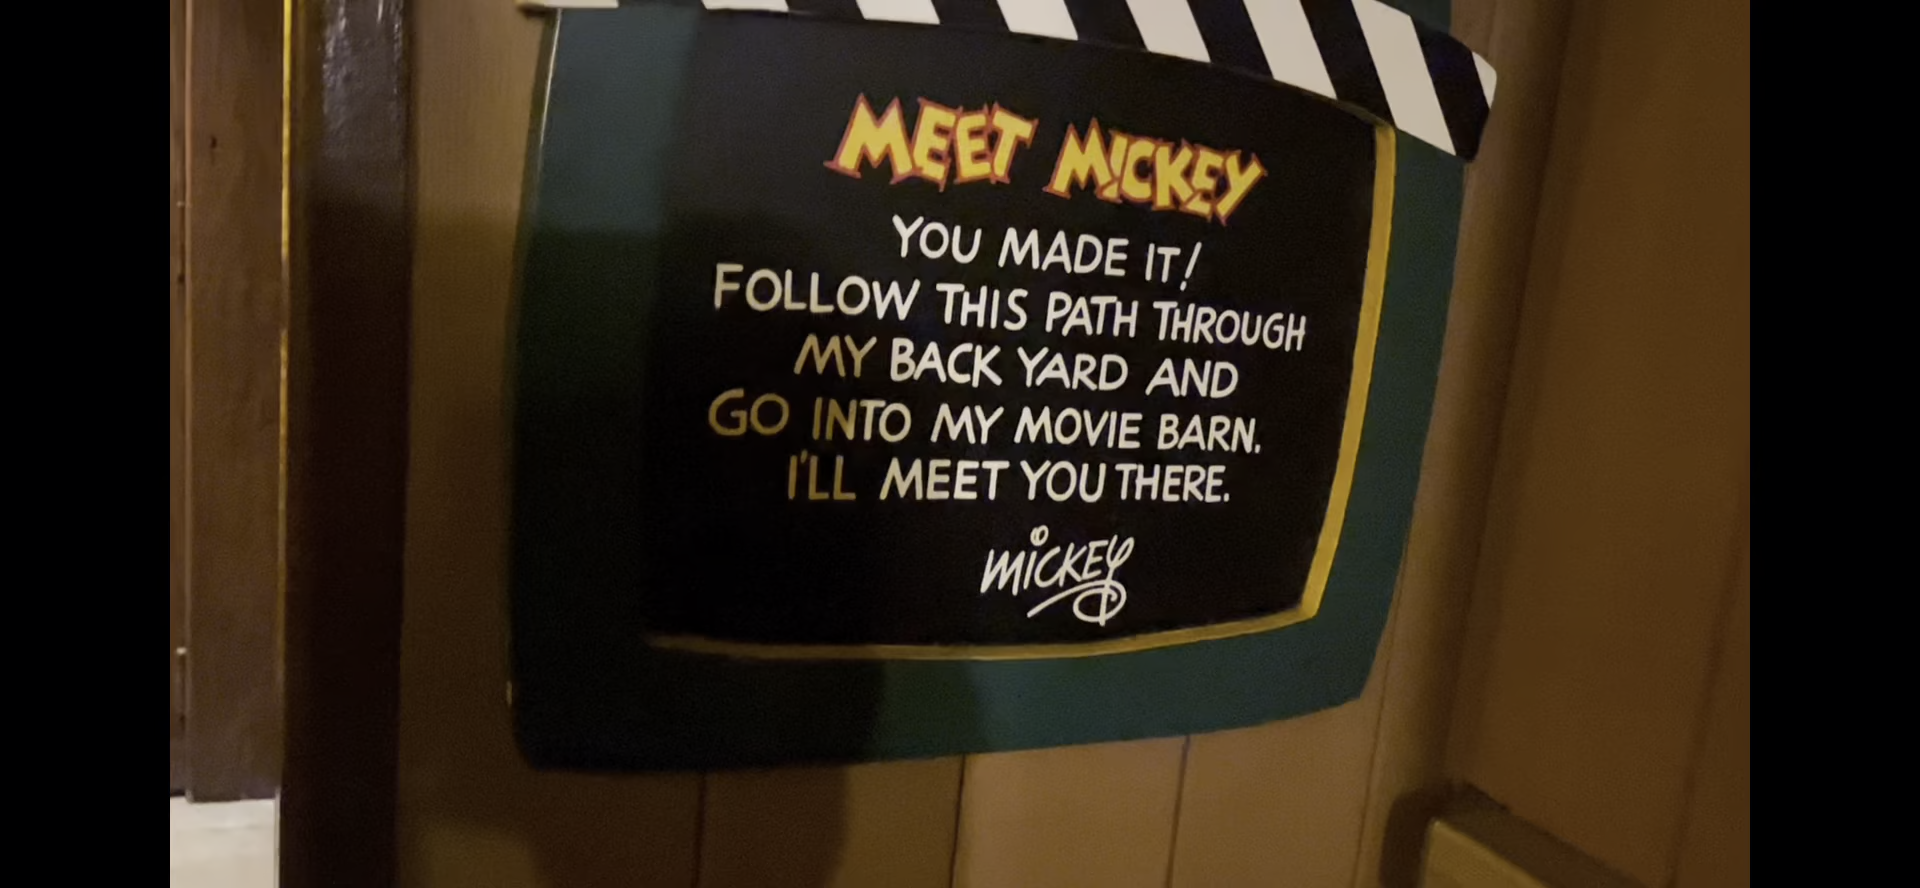 MEET MICKEY
YOU MADE IT!
FOLLOW THIS PATH THROUGH
MY BACK YARD AND
GO INTO MY MOVIE BARN.
I'LL MEET YOU THERE.
MICKEY